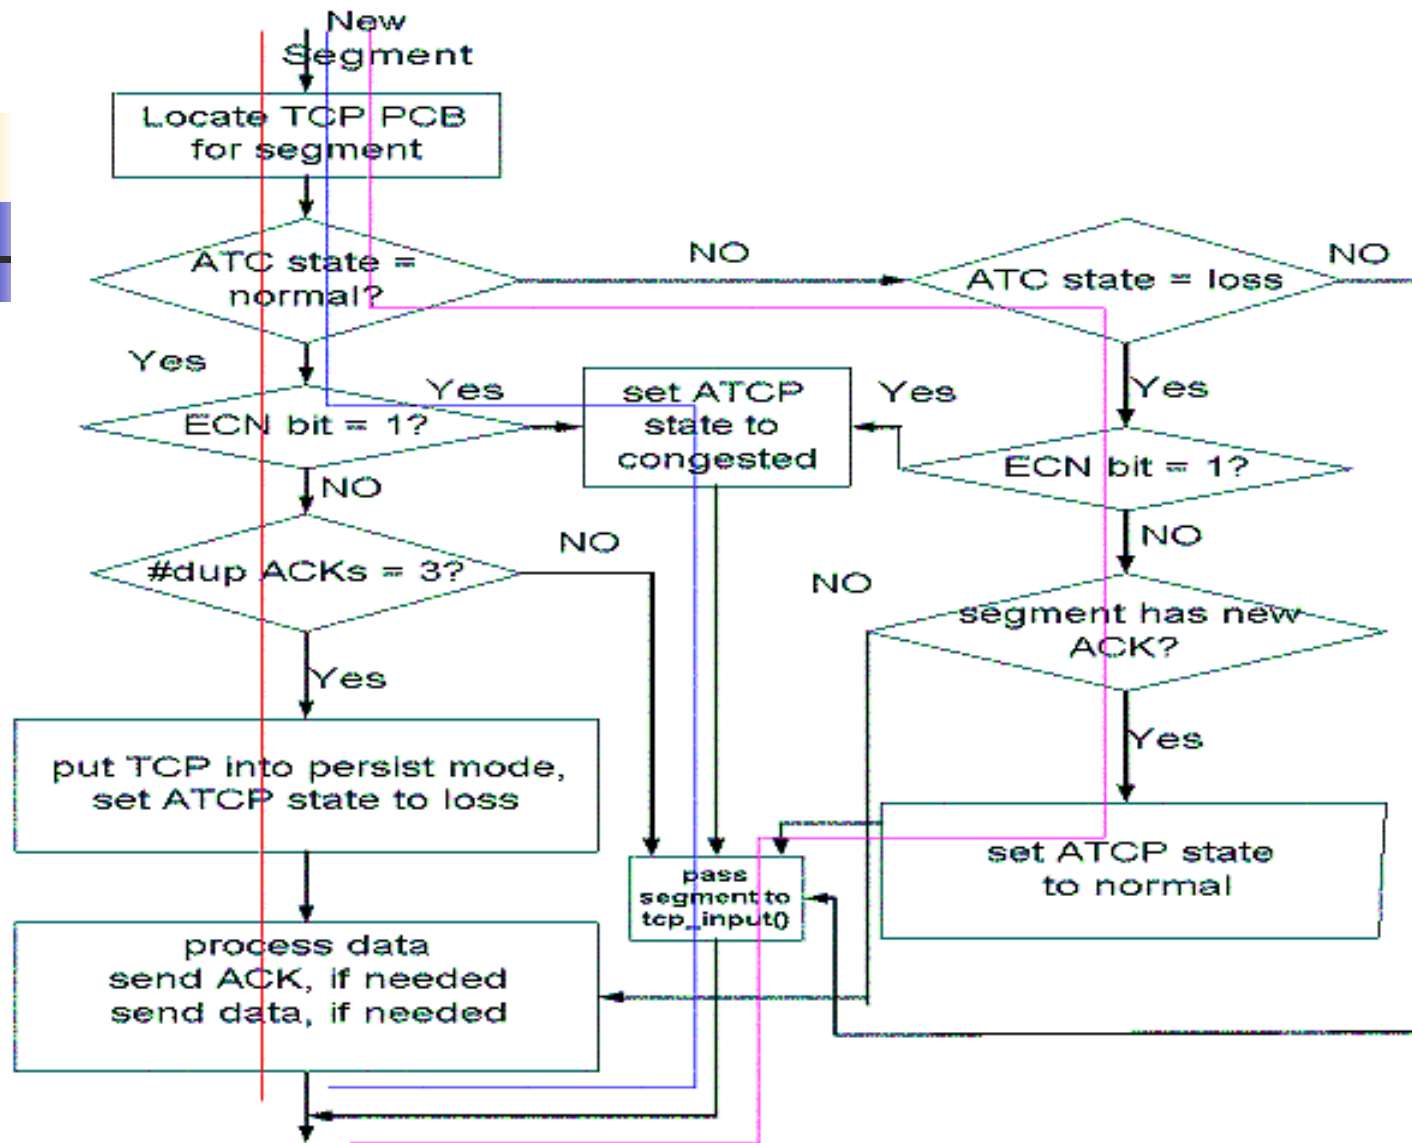 New
Segment
Locate TCP PCB
for segment
ATC state =
normal?
NO
ATC state = loss
NO
Yes
Yes
ECN bit = 1?
Yes
set ATCP
state to
congested
Yes
ECN bit = 1?
NO
NO
#dup ACKs = 3?
NO
NO
segment has new
ACK?
Yes
Yes
put TCP into persist mode,
set ATCP state to loss
set ATCP state
to normal
pass
segment to
tcp_input()
process data
send ACK, if needed
send data, if needed